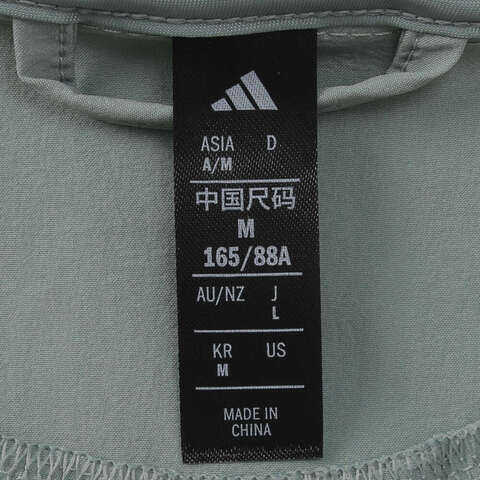 ASIA D
A/M
中国尺码
M
165/88A
AU/NZ J
L
KR US
M
MADE IN
CHINA